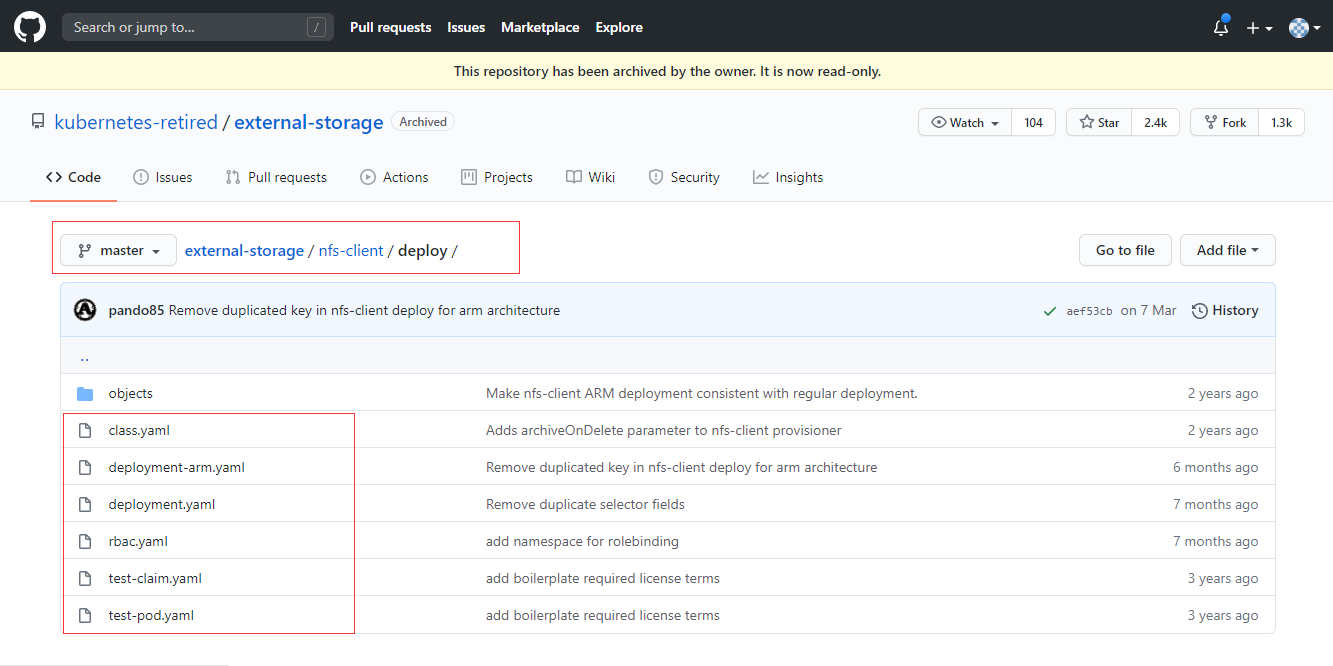 Search or jump to... / Pull requests Issues Marketplace Explore
This repository has been archived by the owner. It is now read-only.
kubernetes-retired / external-storage Archived Watch 104 Star 2.4k Fork 1.3k
Code Issues Pull requests Actions Projects Wiki Security Insights
master external-storage / nfs-client / deploy / Go to file Add file
pando85 Remove duplicated key in nfs-client deploy for arm architecture aef53cb on 7 Mar History
..
objects Make nfs-client ARM deployment consistent with regular deployment. 2 years ago
class.yaml Adds archiveOnDelete parameter to nfs-client provisioner 2 years ago
deployment-arm.yaml Remove duplicated key in nfs-client deploy for arm architecture 6 months ago
deployment.yaml Remove duplicate selector fields 7 months ago
rbac.yaml add namespace for rolebinding 7 months ago
test-claim.yaml add boilerplate required license terms 3 years ago
test-pod.yaml add boilerplate required license terms 3 years ago